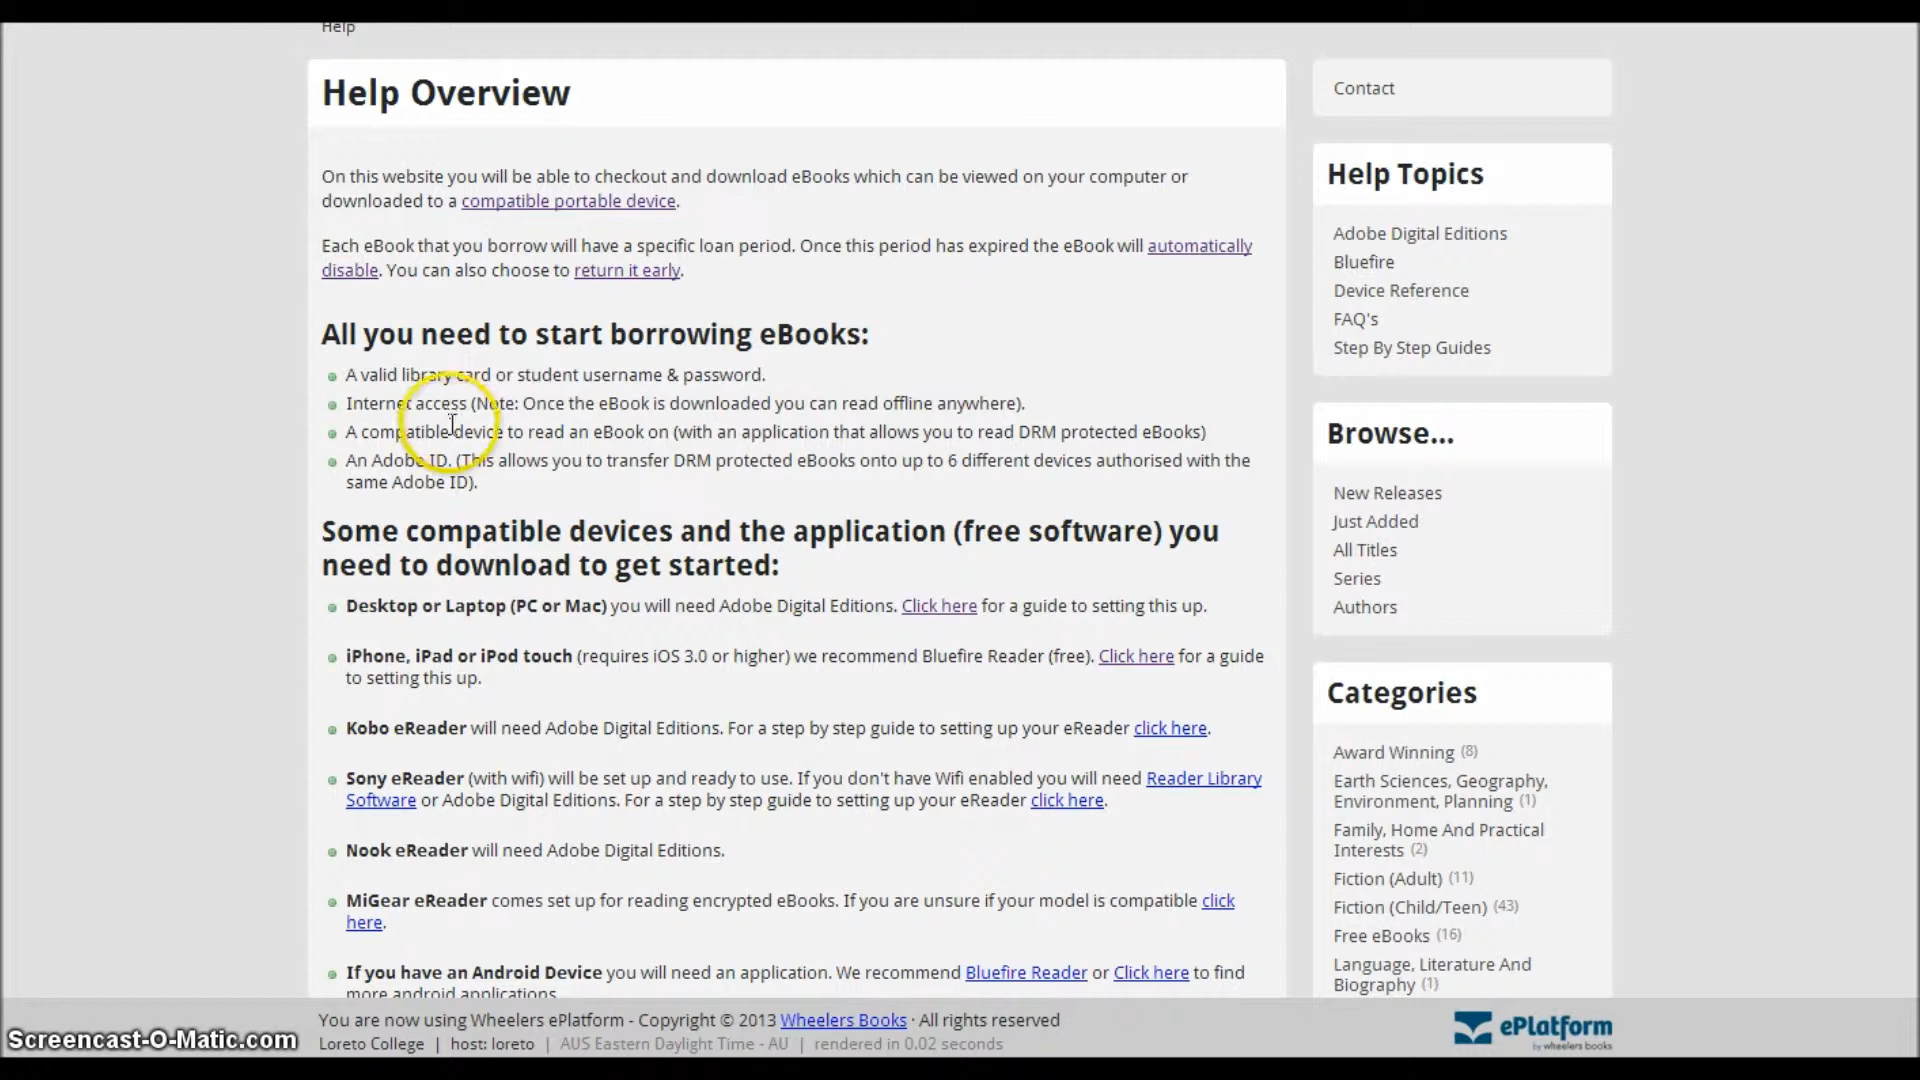 Help
Help Overview
On this website you will be able to checkout and download eBooks which can be viewed on your computer or
downloaded to a compatible portable device.
Each eBook that you borrow will have a specific loan period. Once this period has expired the eBook will automatically
disable. You can also choose to return it early.
All you need to start borrowing eBooks:
A valid library card or student username & password.
Internet access (Note: Once the eBook is downloaded you can read offline anywhere).
A compatible device to read an eBook on (with an application that allows you to read DRM protected eBooks)
An Adobe ID. (This allows you to transfer DRM protected eBooks onto up to 6 different devices authorised with the
same Adobe ID).
Some compatible devices and the application (free software) you
need to download to get started:
Desktop or Laptop (PC or Mac) you will need Adobe Digital Editions. Click here for a guide to setting this up.
iPhone, iPad or iPod touch (requires iOS 3.0 or higher) we recommend Bluefire Reader (free). Click here for a guide
to setting this up.
Kobo eReader will need Adobe Digital Editions. For a step by step guide to setting up your eReader click here.
Sony eReader (with wifi) will be set up and ready to use. If you don't have Wifi enabled you will need Reader Library
Software or Adobe Digital Editions. For a step by step guide to setting up your eReader click here.
Nook eReader will need Adobe Digital Editions.
MiGear eReader comes set up for reading encrypted eBooks. If you are unsure if your model is compatible click
here.
If you have an Android Device you will need an application. We recommend Bluefire Reader or Click here to find
more android applications
Contact
Help Topics
Adobe Digital Editions
Bluefire
Device Reference
FAQ's
Step By Step Guides
Browse...
New Releases
Just Added
All Titles
Series
Authors
Categories
Award Winning (8)
Earth Sciences, Geography,
Environment, Planning (1)
Family, Home And Practical
Interests (2)
Fiction (Adult) (11)
Fiction (Child/Teen) (43)
Free eBooks (16)
Language, Literature And
Biography (1)
You are now using Wheelers ePlatform - Copyright © 2013 Wheelers Books · All rights reserved
Loreto College | host: loreto | AUS Eastern Daylight Time - AU | rendered in 0.02 seconds
ePlatform
by wheelers books
Screencast-O-Matic.com